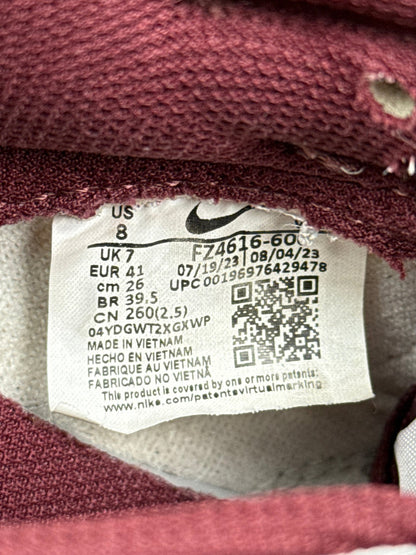 US
8
UK 7
EUR 41
cm 26
BR 39.5
CN 260(2.5)
04YDGWT2XGXWP
FZ4616-60
07/19/23 08/04/23
UPC 00196976429478
MADE IN VIETNAM
HECHO EN VIETNAM
FABRIQUE AU VIETNAM
FABRICADO NO VIETNÃ
This product is covered by one or more patents:
www.nike.com/patentsvirtualmarking